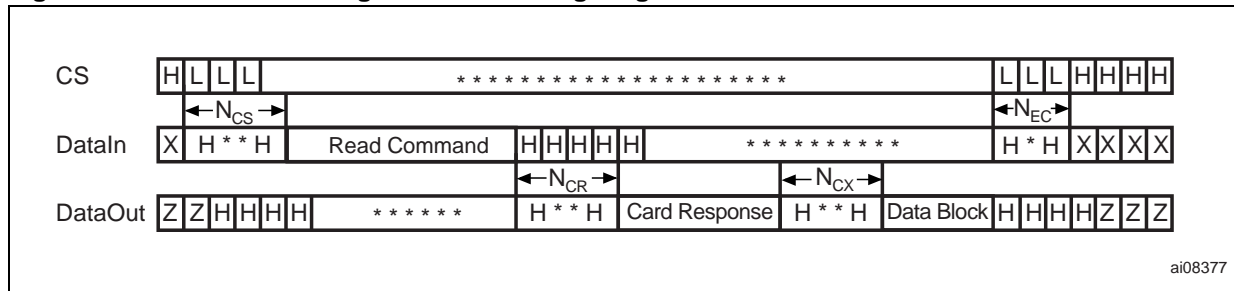 CS H L L L * * * * * * * * * * * * * * * * * * * * * L L L H H H H
N_CS N_EC
DataIn X H * * H Read Command H H H H H * * * * * * * * * * H * H X X X X
N_CR N_CX
DataOut Z Z H H H H * * * * * * H * * H Card Response H * * H Data Block H H H H Z Z Z
ai08377